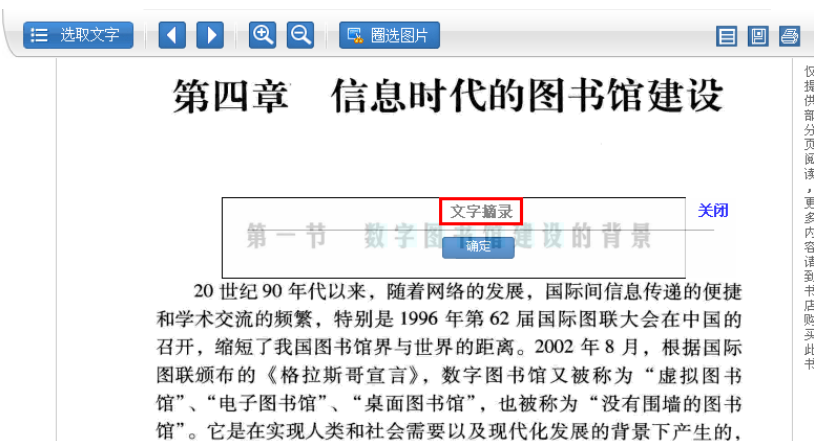 选取文字
圈选图片
第四章 信息时代的图书馆建设
文字摘录
关闭
第一节 数字图书馆建设的背景
确定
20 世纪 90 年代以来，随着网络的发展，国际间信息传递的便捷
和学术交流的频繁，特别是 1996 年第 62 届国际图联大会在中国的
召开，缩短了我国图书馆界与世界的距离。2002 年 8 月，根据国际
图联颁布的《格拉斯哥宣言》，数字图书馆又被称为“虚拟图书
馆”、“电子图书馆”、“桌面图书馆”，也被称为“没有围墙的图书
馆”。它是在实现人类和社会需要以及现代化发展的背景下产生的，
仅提供部分页阅读，更多内容请到书店购买此书